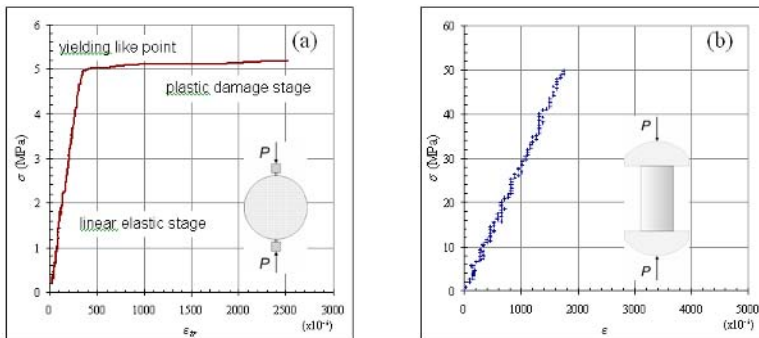 (a)
yielding like point
plastic damage stage
linear elastic stage
P
P
σ (MPa)
6
5
4
3
2
1
0
0 500 1000 1500 2000 2500 3000
(x10⁻⁶)
(b)
P
P
σ (MPa)
60
50
40
30
20
10
0
0 1000 2000 3000 4000 5000
(x10⁻⁶)
ε